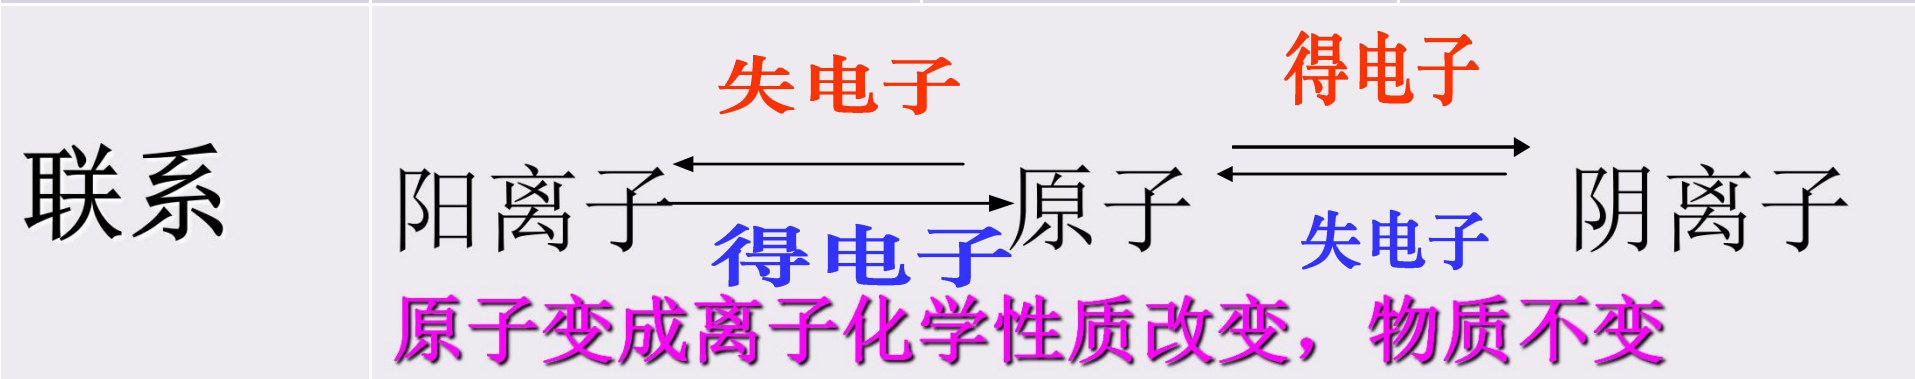 失电子 得电子
联系 阳离子 原子 阴离子
得电子 失电子
原子变成离子化学性质改变，物质不变